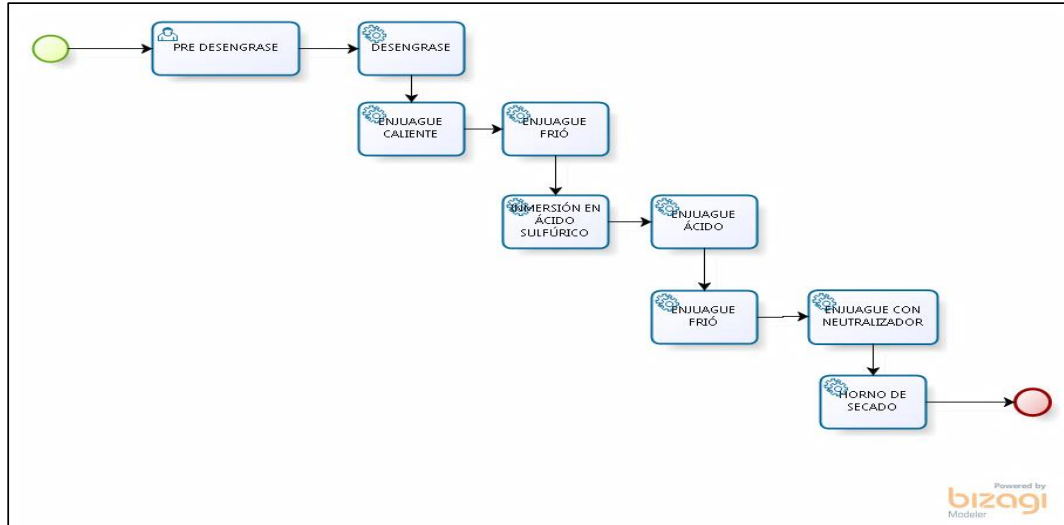 PRE DESENGRASE
DESENGRASE
ENJUAGUE
CALIENTE
ENJUAGUE
FRIÓ
INMERSIÓN EN
ÁCIDO
SULFÚRICO
ENJUAGUE
ÁCIDO
ENJUAGUE
FRIÓ
ENJUAGUE CON
NEUTRALIZADOR
HORNO DE
SECADO
Powered by
bizagi
Modeler